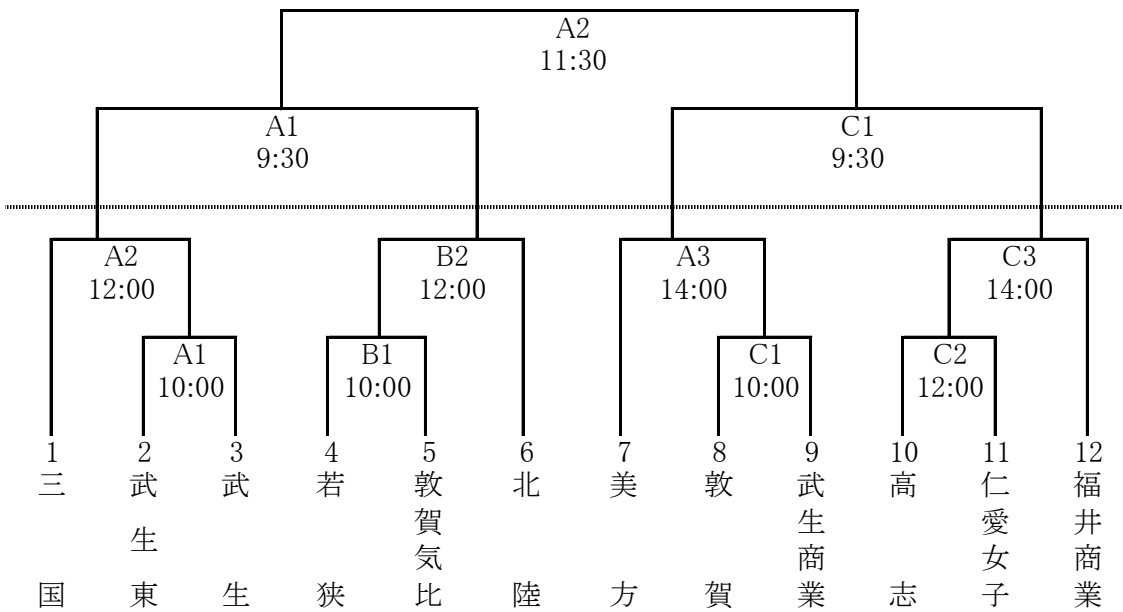 A2
11:30
A1
9:30
C1
9:30
A2
12:00
B2
12:00
A3
14:00
C3
14:00
A1
10:00
B1
10:00
C1
10:00
C2
12:00
1
三国
2
武生東
3
武生
4
若狭
5
敦賀気比
6
北陸
7
美方
8
敦賀
9
武生商業
10
高志
11
仁愛女子
12
福井商業